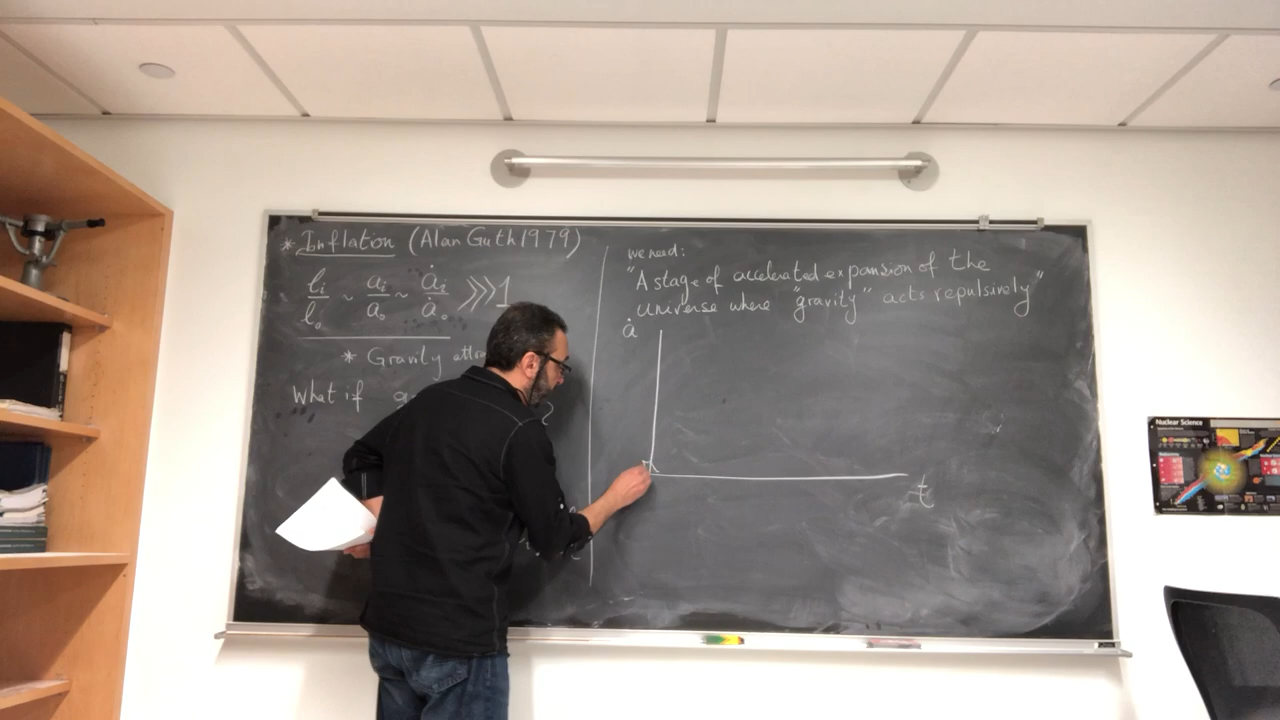 * Inflation (Alan Guth 1979)
lᵢ/l₀ ~ aᵢ/a₀ ~ ȧᵢ/ȧ₀ ⋙ 1
* Gravity
What if
we need:
"A stage of accelerated expansion of the
universe where "gravity" acts repulsively"
ȧ
t
Nuclear Science